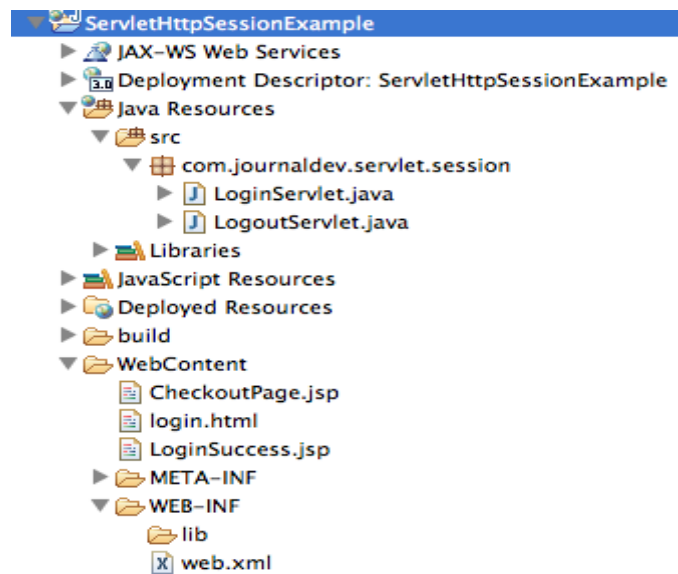 ServletHttpSessionExample
JAX-WS Web Services
3.0 Deployment Descriptor: ServletHttpSessionExample
Java Resources
src
com.journaldev.servlet.session
J LoginServlet.java
J LogoutServlet.java
Libraries
JavaScript Resources
Deployed Resources
build
WebContent
CheckoutPage.jsp
login.html
LoginSuccess.jsp
META-INF
WEB-INF
lib
X web.xml